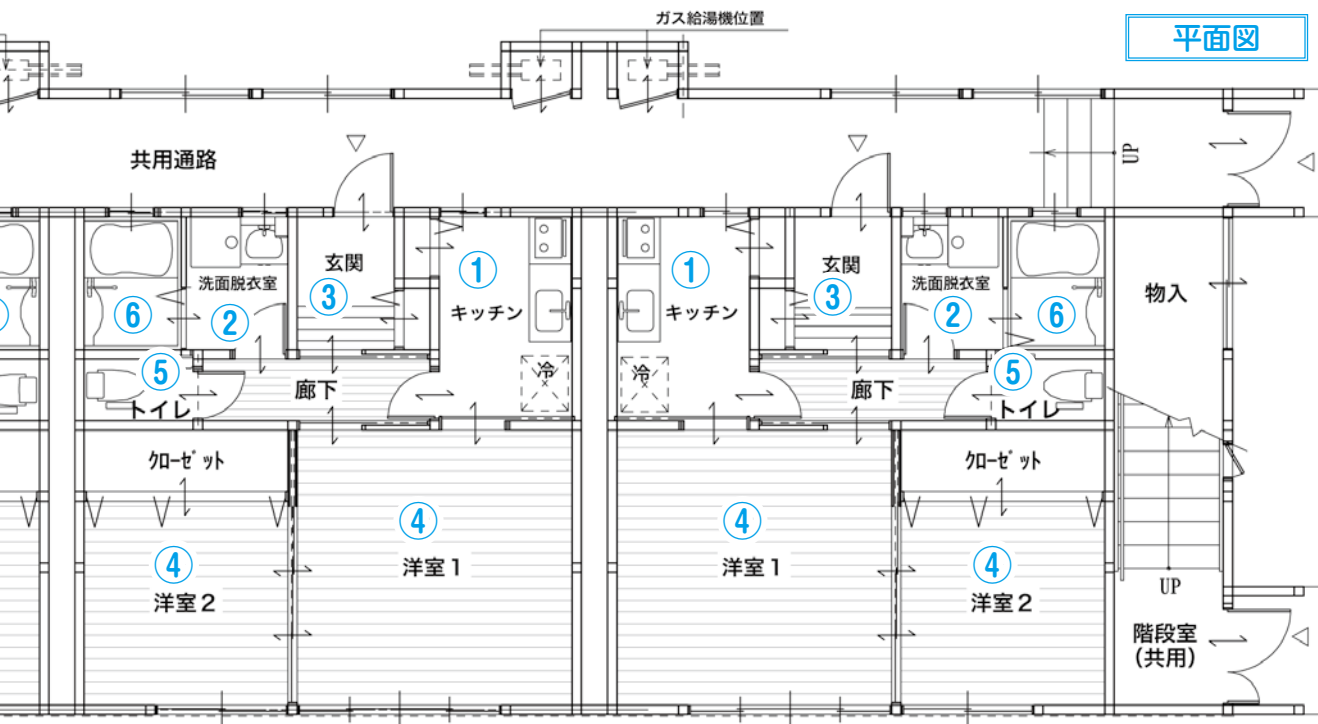 ガス給湯機位置
平面図
共用通路
UP
玄関
洗面脱衣室
①
キッチン
③
②
⑥
⑤
トイレ
廊下
冷
①
キッチン
玄関
③
洗面脱衣室
②
⑥
物入
冷
廊下
⑤
トイレ
クローゼット
クローゼット
④
洋室1
④
洋室2
④
洋室1
④
洋室2
UP
階段室
(共用)